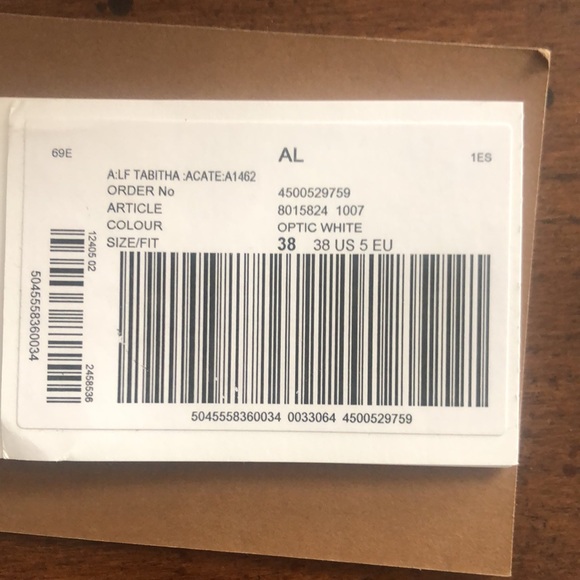 69E
AL
1ES
A:LF TABITHA :ACATE:A1462
ORDER No 4500529759
ARTICLE 8015824 1007
COLOUR OPTIC WHITE
SIZE/FIT 38 38 US 5 EU
12405 02
2458536
5045558360034
5045558360034 0033064 4500529759